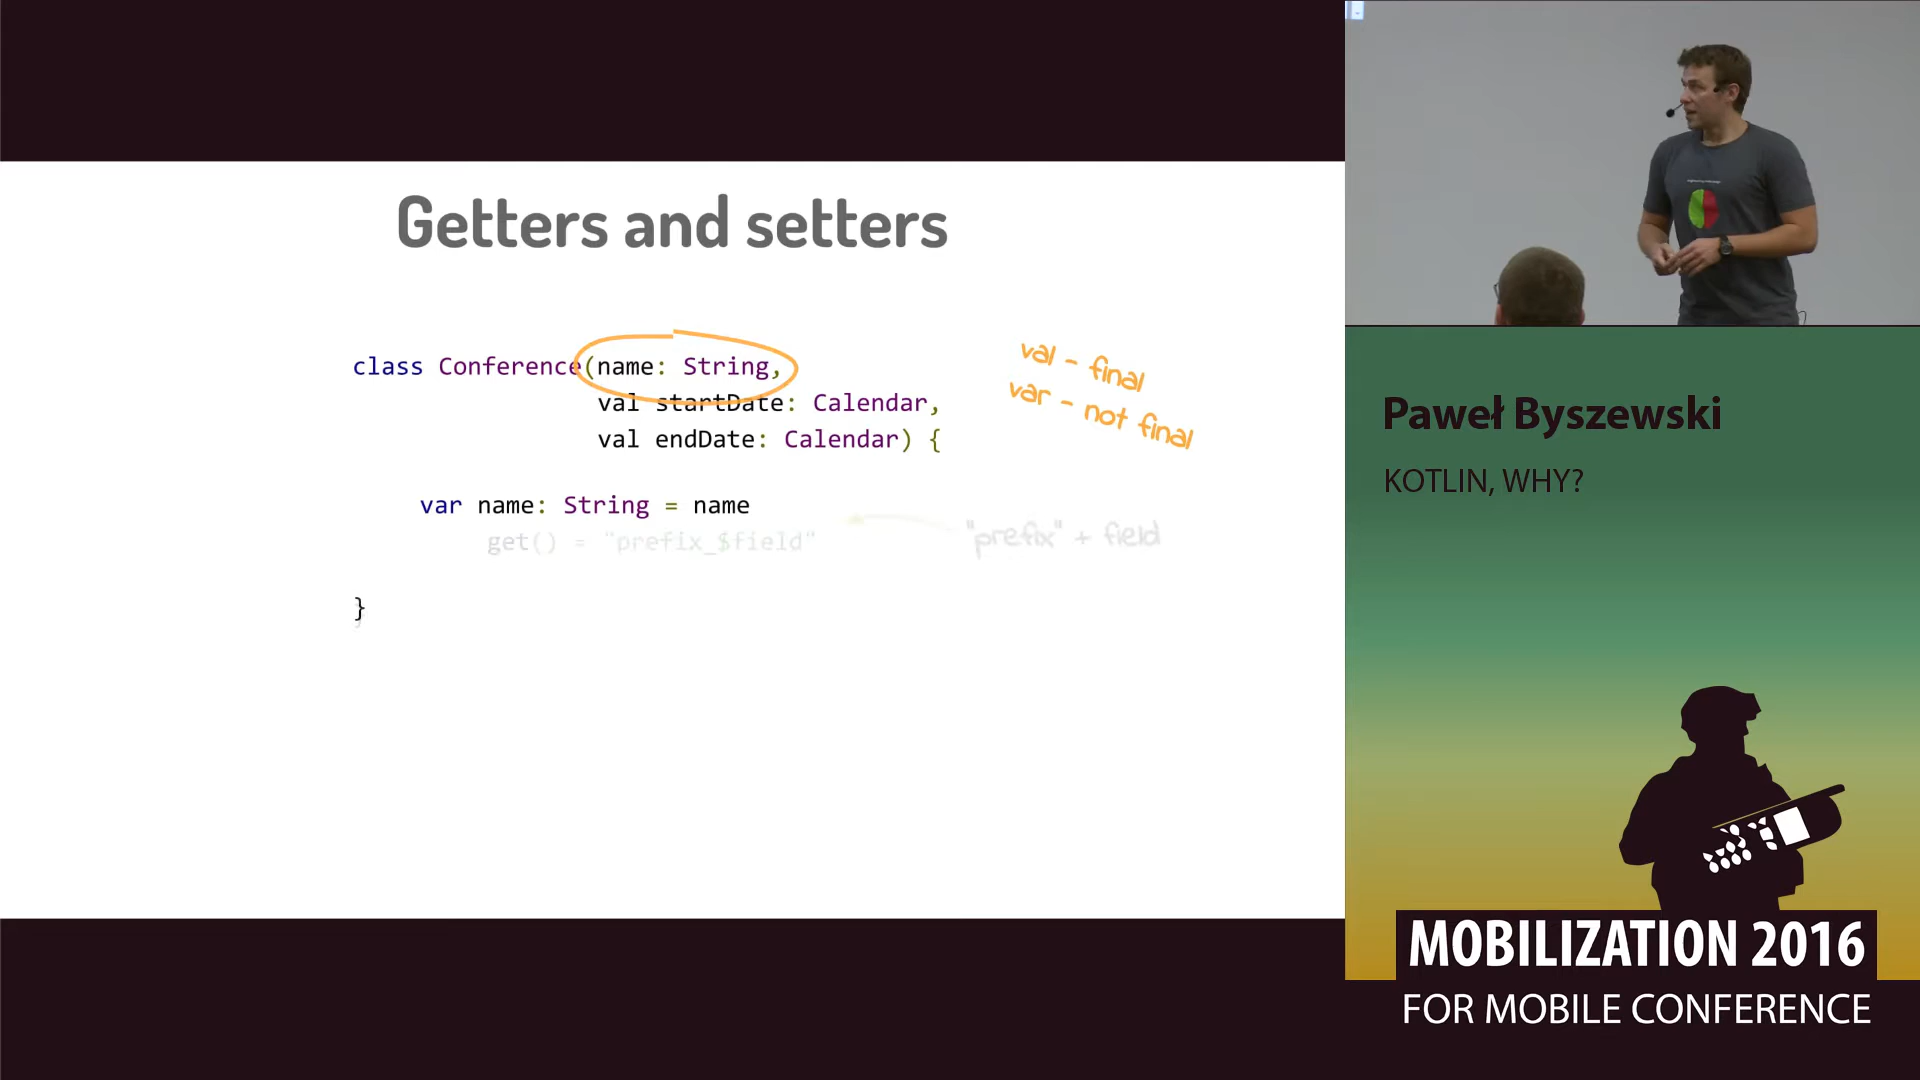 Getters and setters
class Conference(name: String,
val startDate: Calendar,
val endDate: Calendar) {
val - final
var - not final
var name: String = name
get() = "prefix_$field"
"prefix" + field
}
Paweł Byszewski
KOTLIN, WHY?
MOBILIZATION 2016
FOR MOBILE CONFERENCE